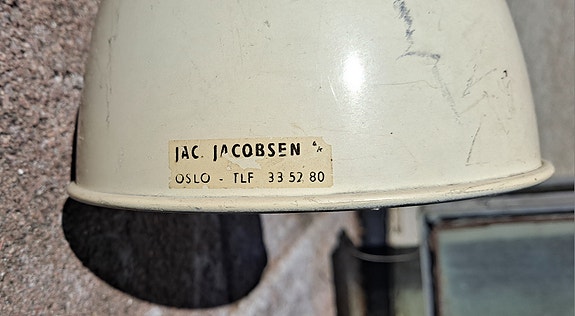 JAC. JACOBSEN A/S
OSLO - TLF 33 52 80